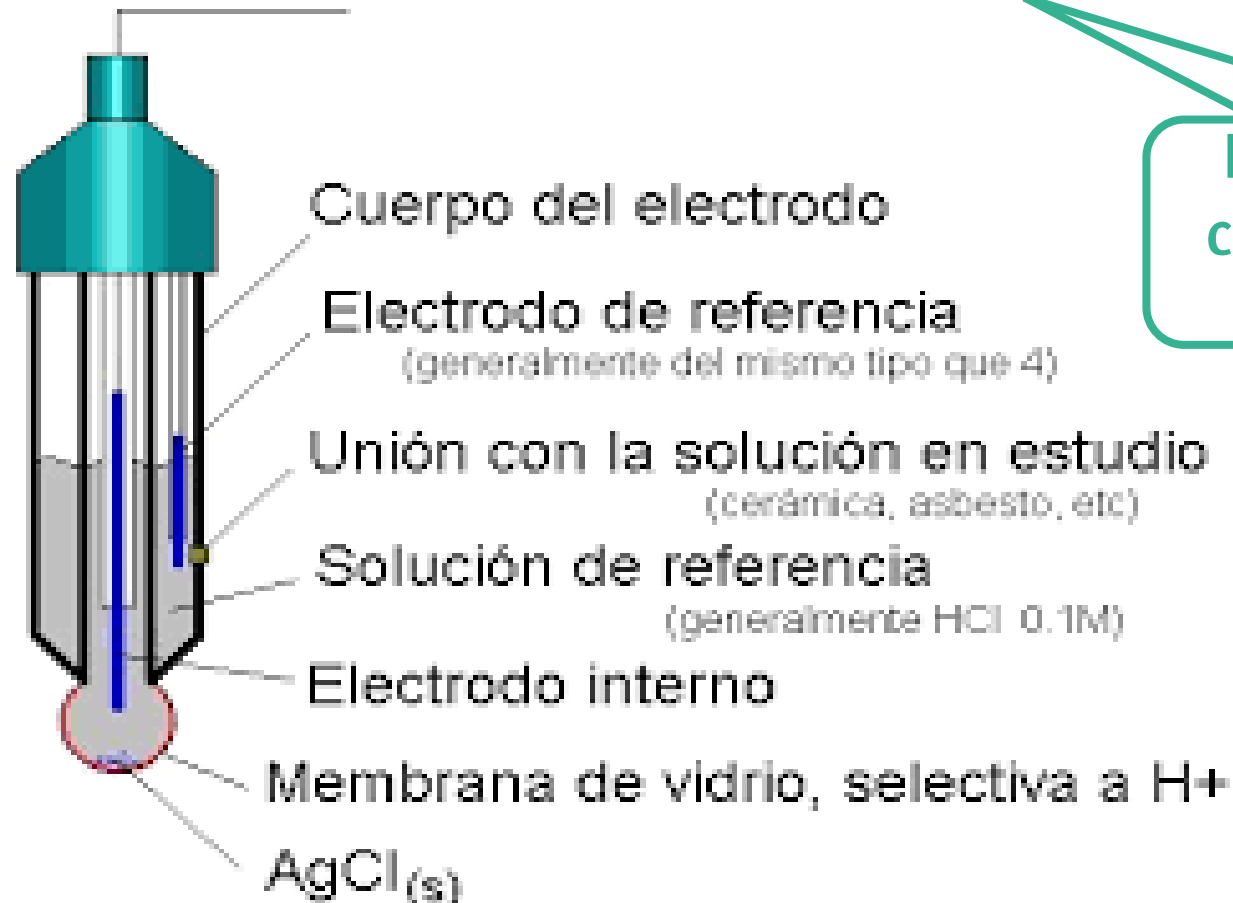 Cuerpo del electrodo
Electrodo de referencia
(generalmente del mismo tipo que 4)
Unión con la solución en estudio
(cerámica, asbesto, etc)
Solución de referencia
(generalmente HCl 0.1M)
Electrodo interno
Membrana de vidrio, selectiva a H+
AgCl(s)